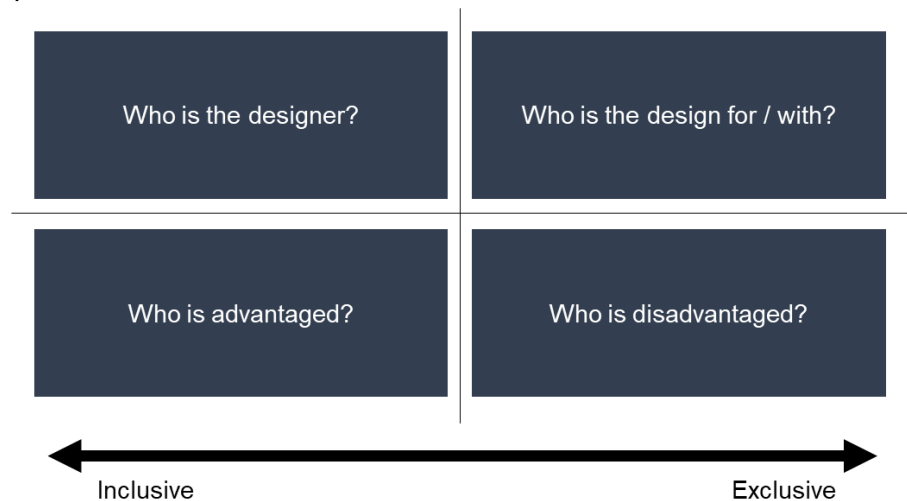 Who is the designer?
Who is the design for / with?
Who is advantaged?
Who is disadvantaged?
Inclusive
Exclusive